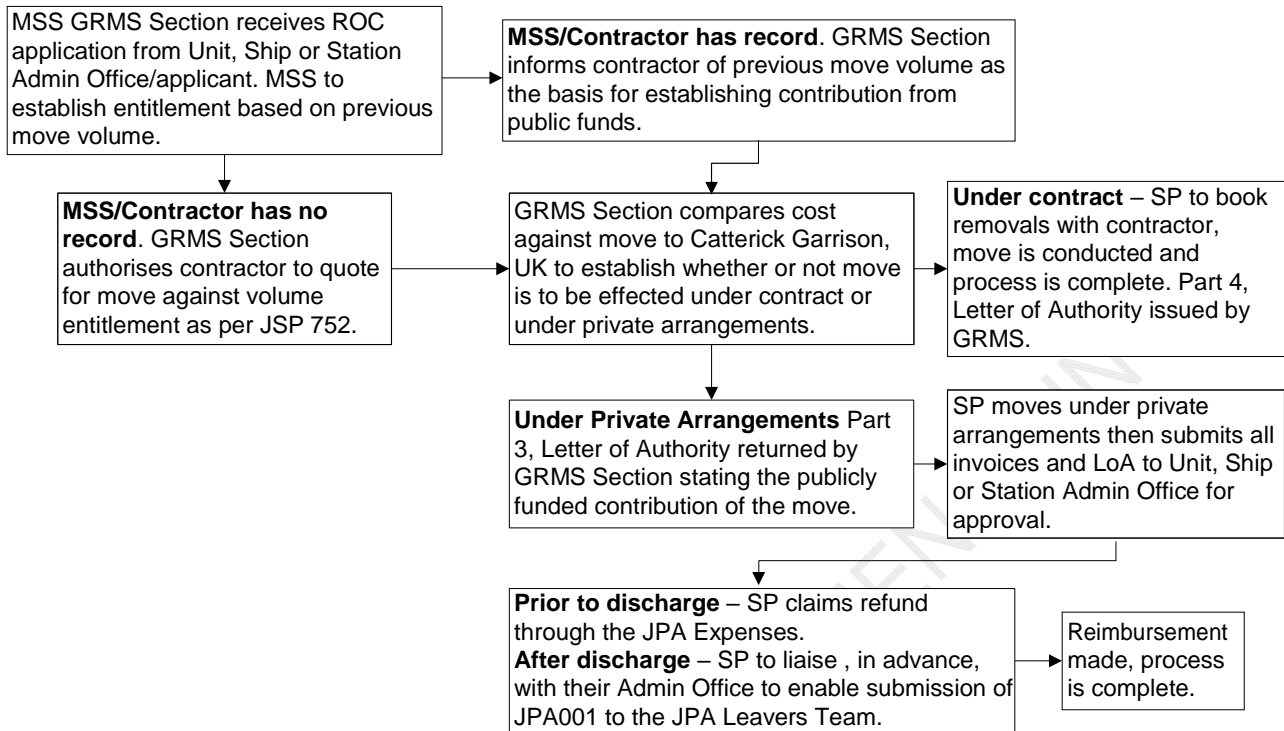 MSS GRMS Section receives ROC
application from Unit, Ship or Station
Admin Office/applicant. MSS to
establish entitlement based on previous
move volume.
MSS/Contractor has record. GRMS Section
informs contractor of previous move volume as
the basis for establishing contribution from
public funds.
MSS/Contractor has no
record. GRMS Section
authorises contractor to quote
for move against volume
entitlement as per JSP 752.
GRMS Section compares cost
against move to Catterick Garrison,
UK to establish whether or not move
is to be effected under contract or
under private arrangements.
Under contract – SP to book
removals with contractor,
move is conducted and
process is complete. Part 4,
Letter of Authority issued by
GRMS.
Under Private Arrangements Part
3, Letter of Authority returned by
GRMS Section stating the publicly
funded contribution of the move.
SP moves under private
arrangements then submits all
invoices and LoA to Unit, Ship
or Station Admin Office for
approval.
Prior to discharge – SP claims refund
through the JPA Expenses.
After discharge – SP to liaise , in advance,
with their Admin Office to enable submission of
JPA001 to the JPA Leavers Team.
Reimbursement
made, process
is complete.